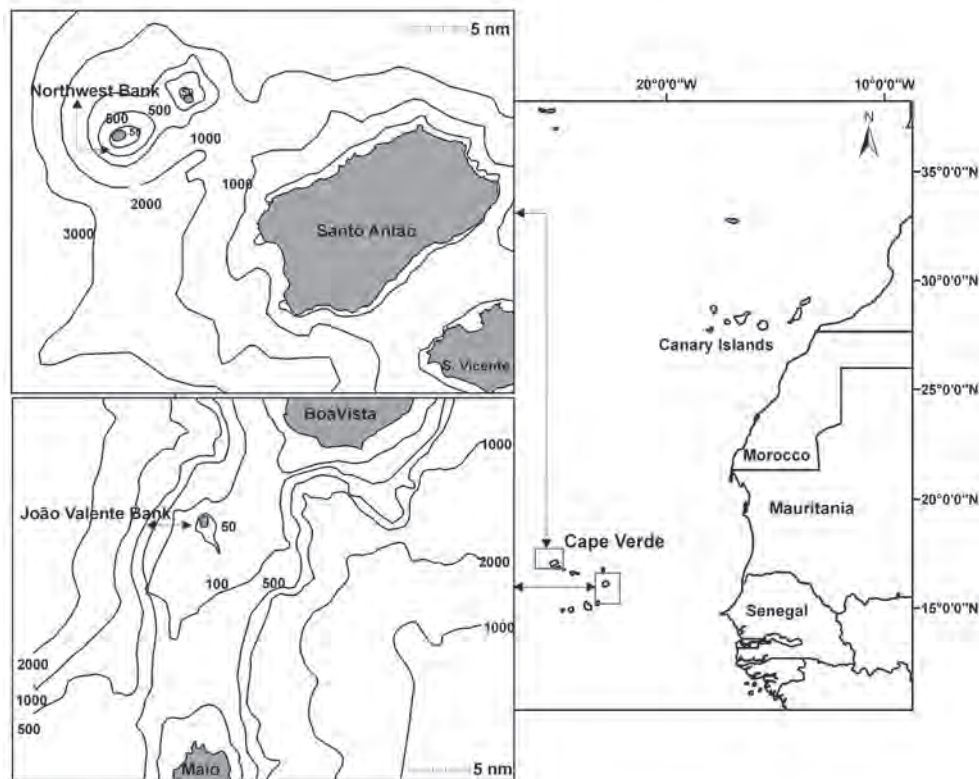 5 nm
Northwest Bank
500
500
50
1000
1000
2000
3000
Santo Antão
S. Vicente
BoaVista
1000
João Valente Bank
50
100
500
2000
1000
2000
1000
500
Maio
5 nm
20°0'0"W
10°0'0"W
N
35°0'0"N
30°0'0"N
Canary Islands
25°0'0"N
Morocco
20°0'0"N
Mauritania
Cape Verde
15°0'0"N
Senegal